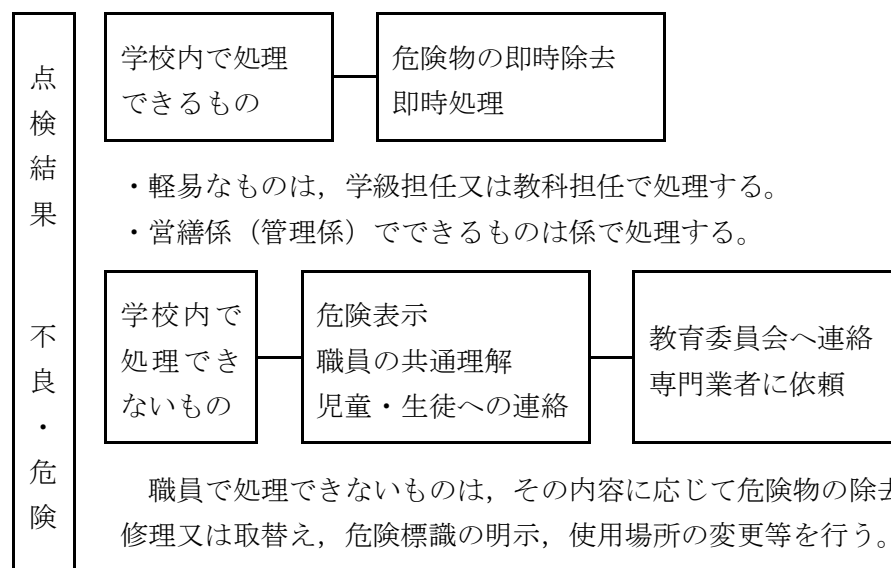 点検結果 不良・危険
学校内で処理
できるもの
危険物の即時除去
即時処理
・軽易なものは，学級担任又は教科担任で処理する。
・営繕係（管理係）でできるものは係で処理する。
学校内で
処理でき
ないもの
危険表示
職員の共通理解
児童・生徒への連絡
教育委員会へ連絡
専門業者に依頼
職員で処理できないものは，その内容に応じて危険物の除去
修理又は取替え，危険標識の明示，使用場所の変更等を行う。